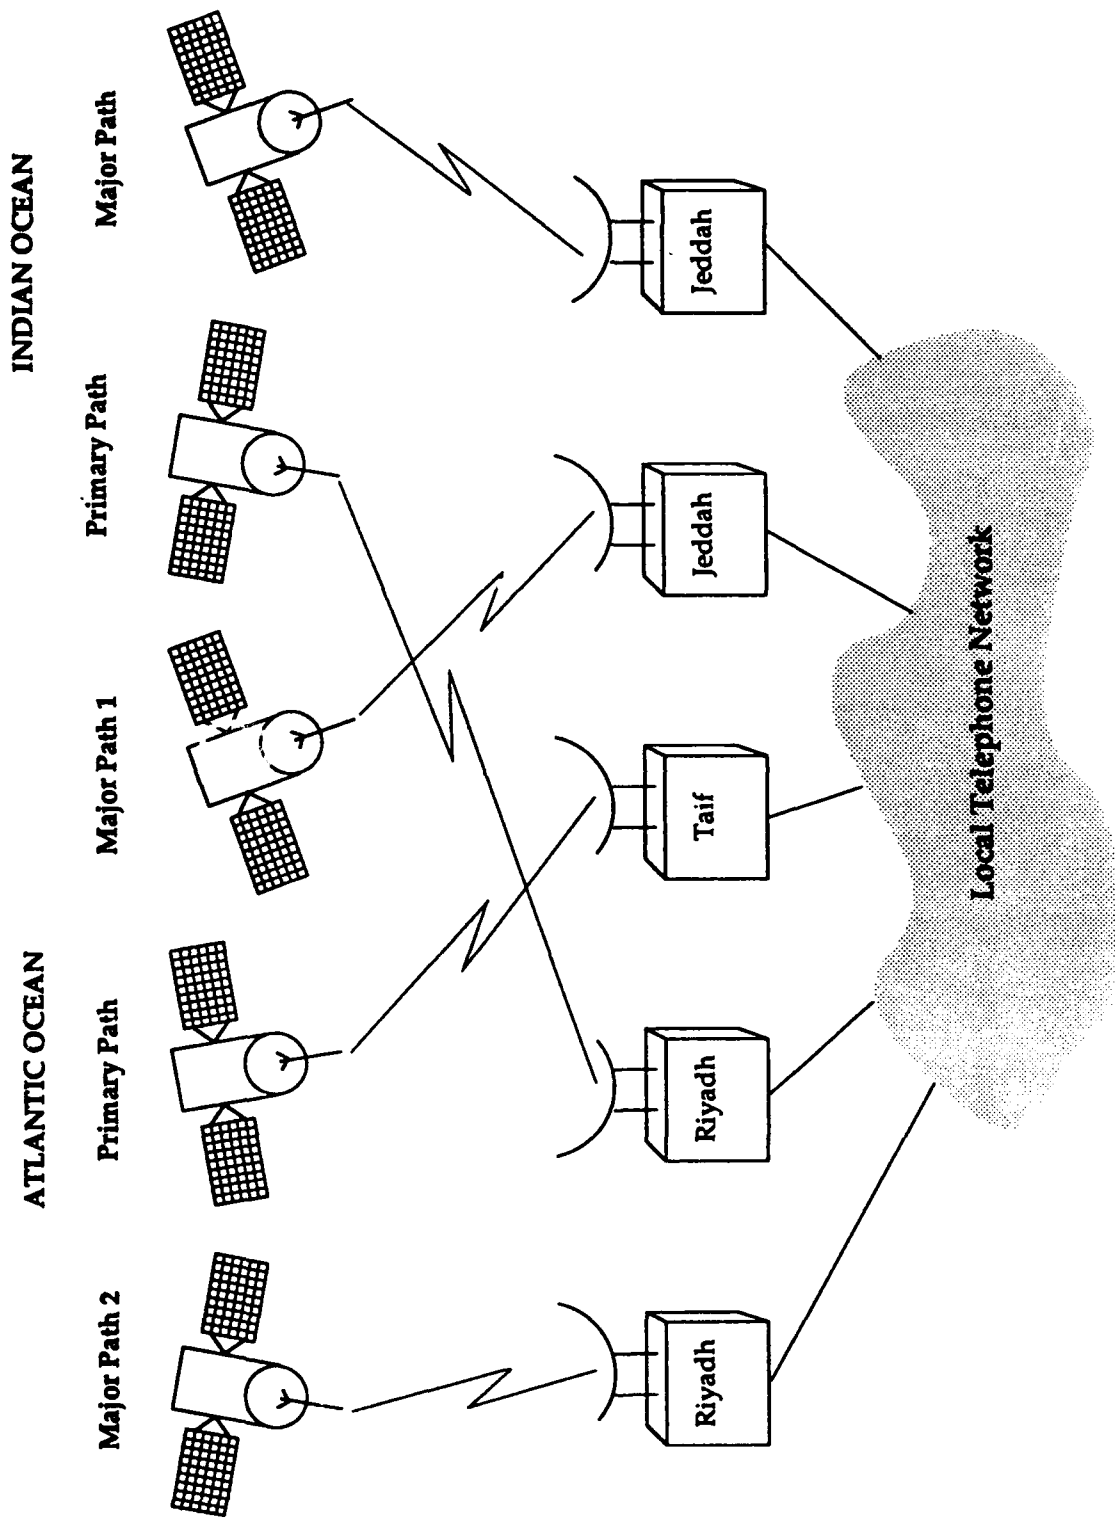 ATLANTIC OCEAN
INDIAN OCEAN
Major Path 2
Primary Path
Major Path 1
Primary Path
Major Path
Riyadh
Riyadh
Taif
Jeddah
Jeddah
Local Telephone Network